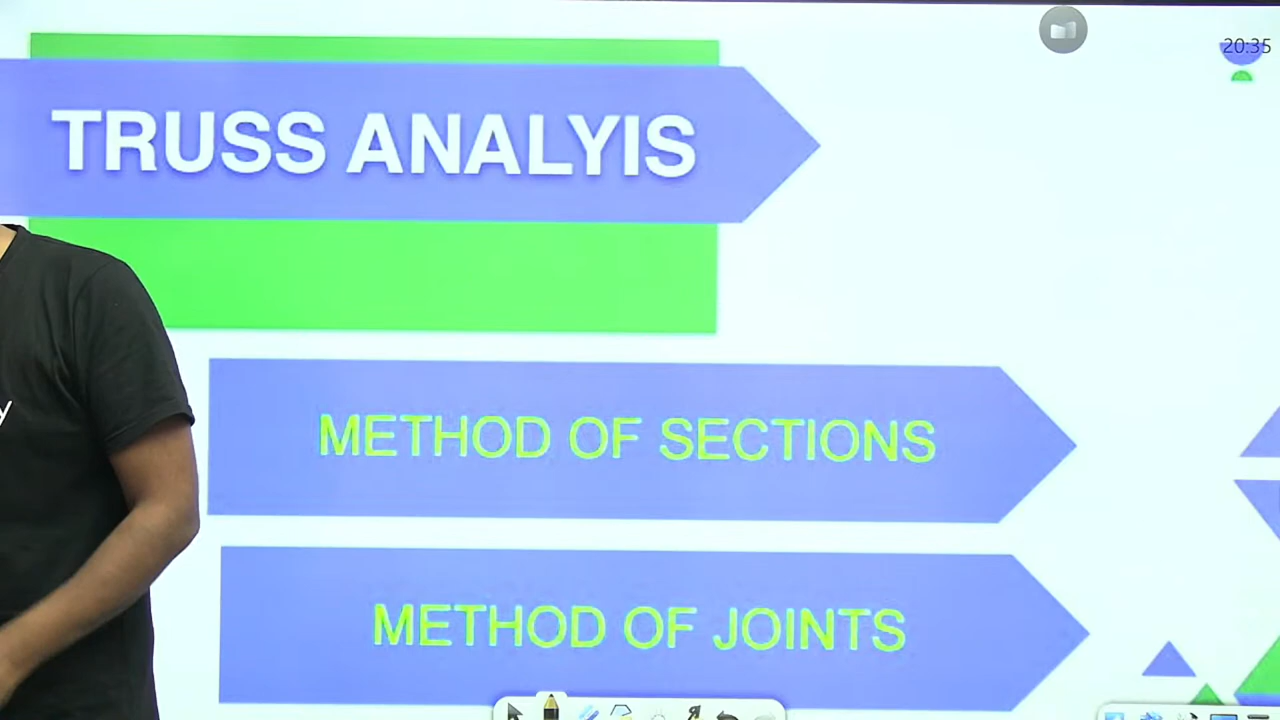 20:35
TRUSS ANALYIS
METHOD OF SECTIONS
METHOD OF JOINTS